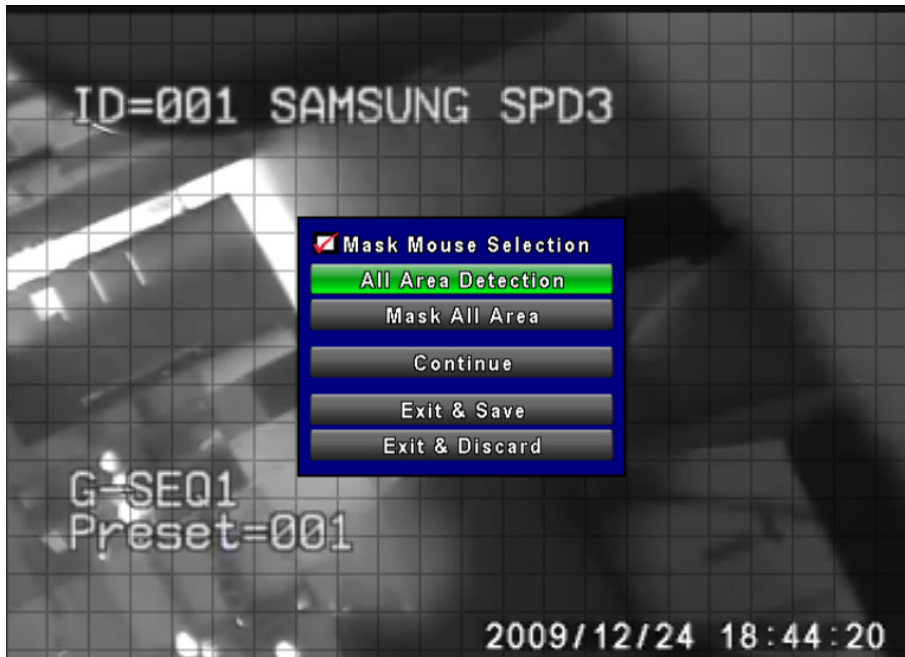 ID=001 SAMSUNG SPD3
Mask Mouse Selection
All Area Detection
Mask All Area
Continue
Exit & Save
Exit & Discard
G-SEQ1
Preset=001
2009/12/24 18:44:20